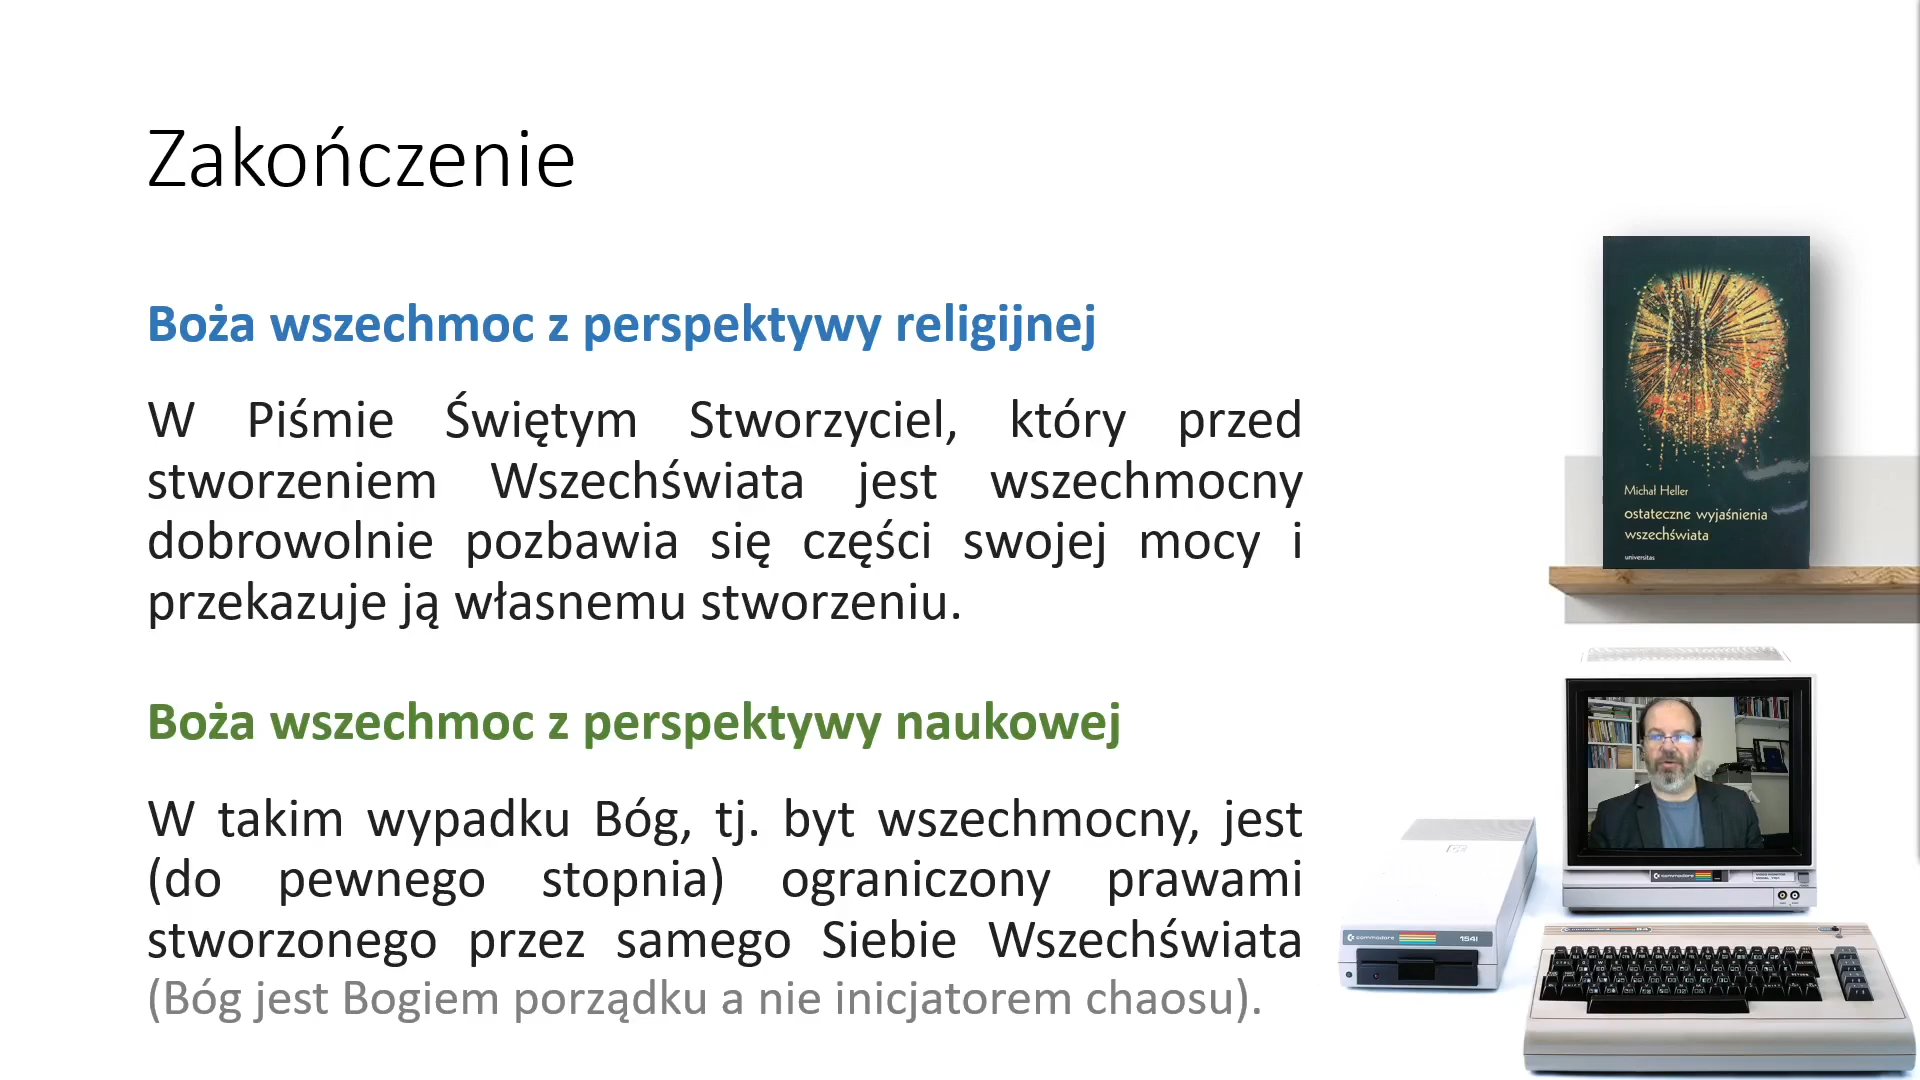 Zakończenie
Boża wszechmoc z perspektywy religijnej
W Piśmie Świętym Stworzyciel, który przed
stworzeniem Wszechświata jest wszechmocny
dobrowolnie pozbawia się części swojej mocy i
przekazuje ją własnemu stworzeniu.
Boża wszechmoc z perspektywy naukowej
W takim wypadku Bóg, tj. byt wszechmocny, jest
(do pewnego stopnia) ograniczony prawami
stworzonego przez samego Siebie Wszechświata
(Bóg jest Bogiem porządku a nie inicjatorem chaosu).
Michał Heller
ostateczne wyjaśnienia
wszechświata
universitas
commodore
commodore 1541